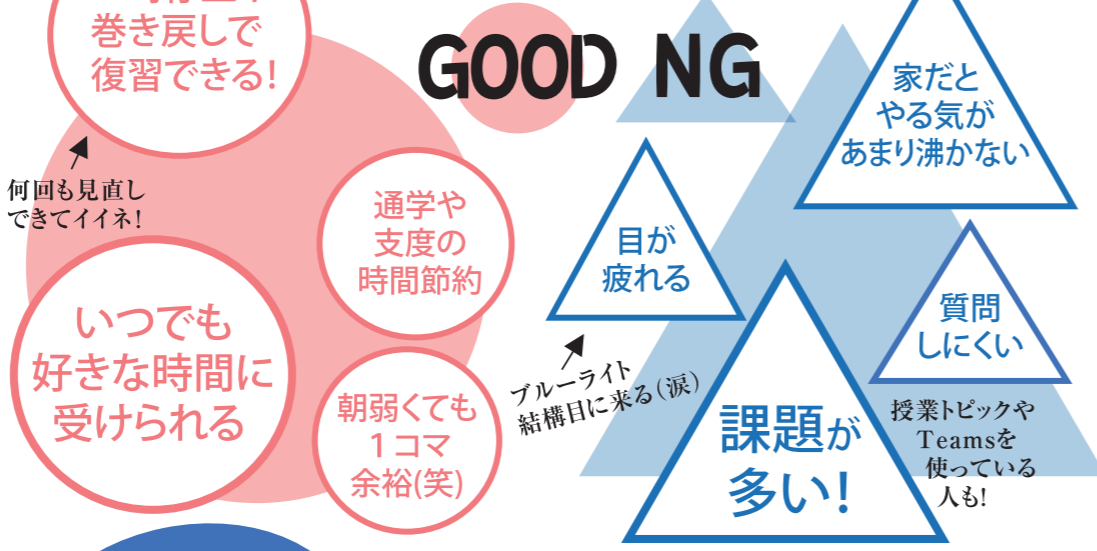 巻き戻しで
復習できる!
何回も見直し
できてイイネ!
いつでも
好きな時間に
受けられる
通学や
支度の
時間節約
朝弱くても
1コマ
余裕(笑)
GOOD NG
家だと
やる気が
あまり沸かない
目が
疲れる
ブルーライト
結構目に来る(涙)
課題が
多い!
質問
しにくい
授業トピックや
Teamsを
使っている
人も!